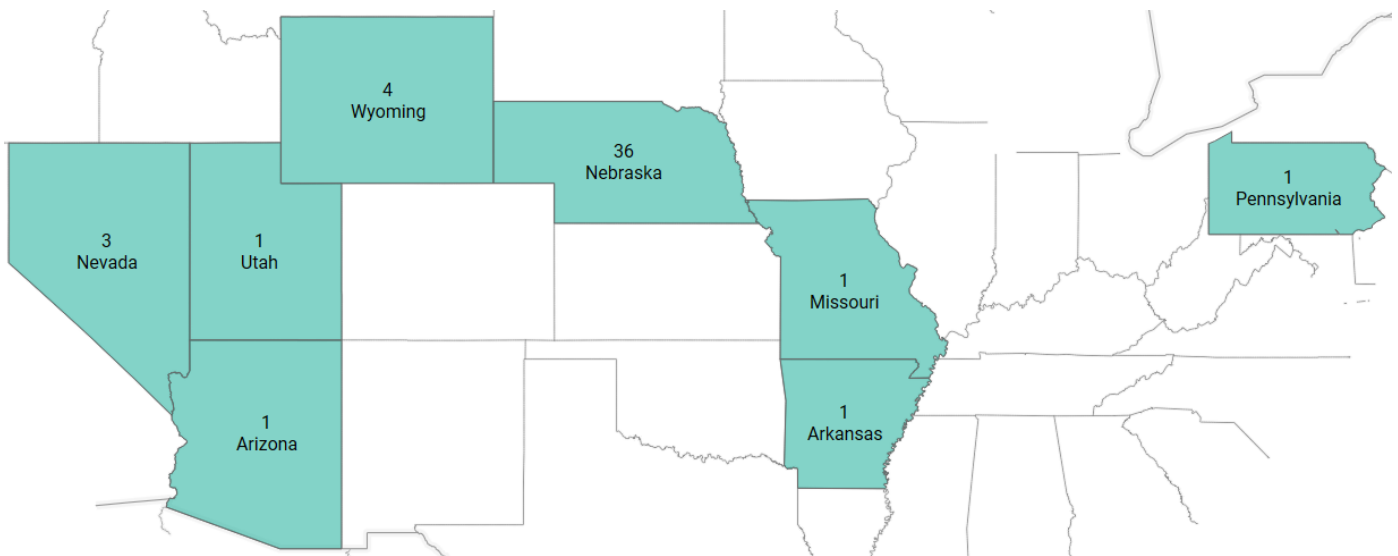 4
Wyoming
36
Nebraska
1
Pennsylvania
3
Nevada
1
Utah
1
Missouri
1
Arizona
1
Arkansas